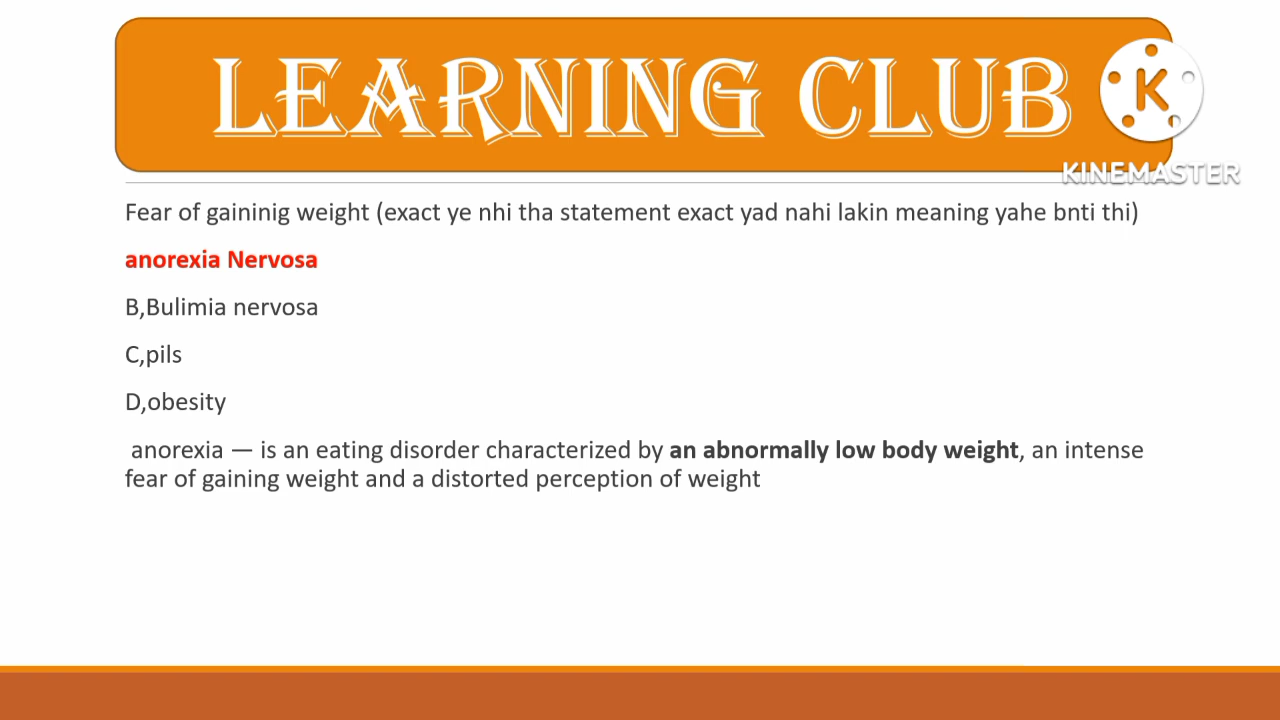 LEARNING CLUB
K
KINEMASTER
Fear of gaininig weight (exact ye nhi tha statement exact yad nahi lakin meaning yahe bnti thi)
anorexia Nervosa
B,Bulimia nervosa
C,pils
D,obesity
anorexia — is an eating disorder characterized by an abnormally low body weight, an intense
fear of gaining weight and a distorted perception of weight